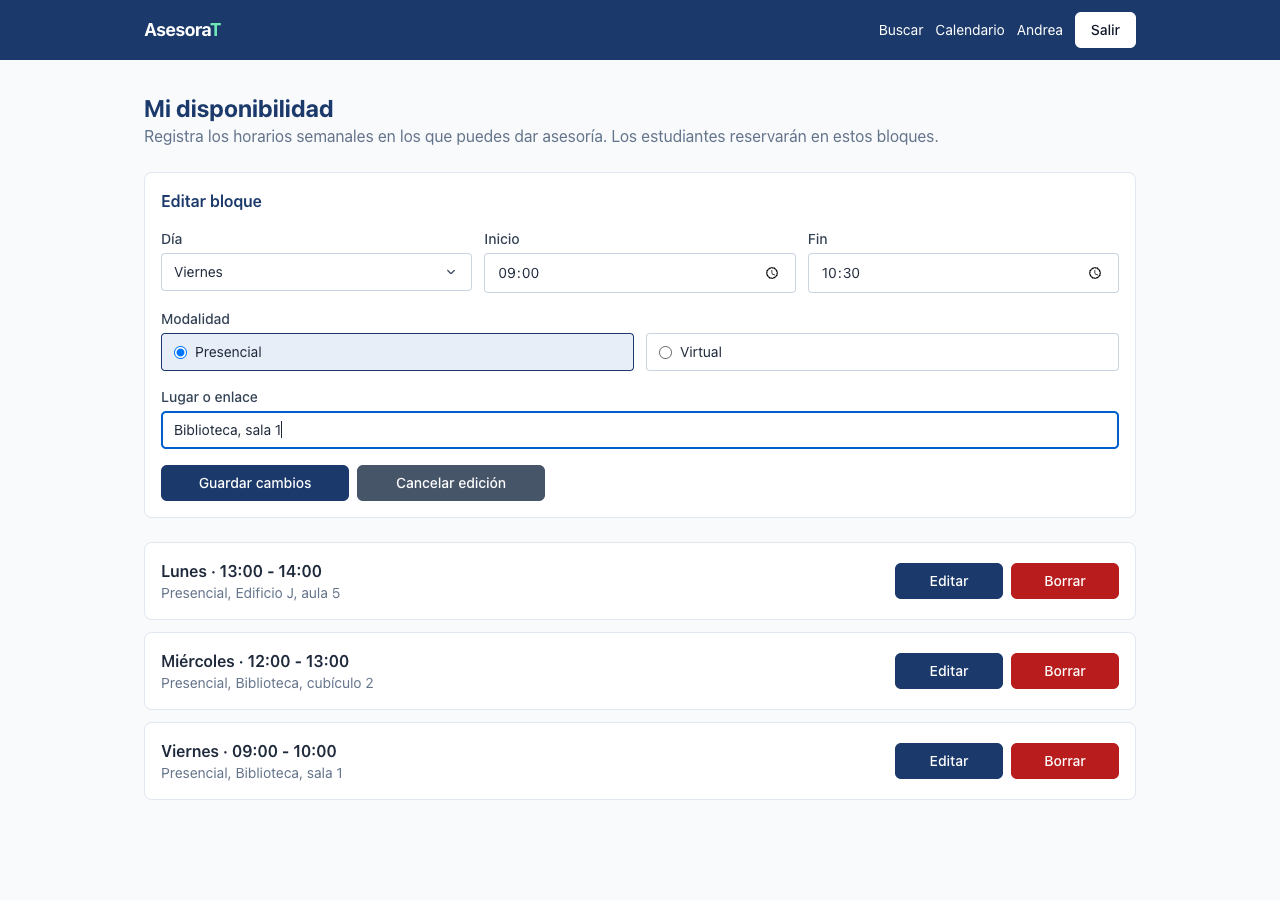 AsesoraT
Buscar Calendario Andrea Salir
Mi disponibilidad
Registra los horarios semanales en los que puedes dar asesoría. Los estudiantes reservarán en estos bloques.
Editar bloque
Día Inicio Fin
Viernes 09:00 10:30
Modalidad
Presencial Virtual
Lugar o enlace
Biblioteca, sala 1
Guardar cambios Cancelar edición
Lunes · 13:00 - 14:00
Presencial, Edificio J, aula 5
Editar Borrar
Miércoles · 12:00 - 13:00
Presencial, Biblioteca, cubículo 2
Editar Borrar
Viernes · 09:00 - 10:00
Presencial, Biblioteca, sala 1
Editar Borrar